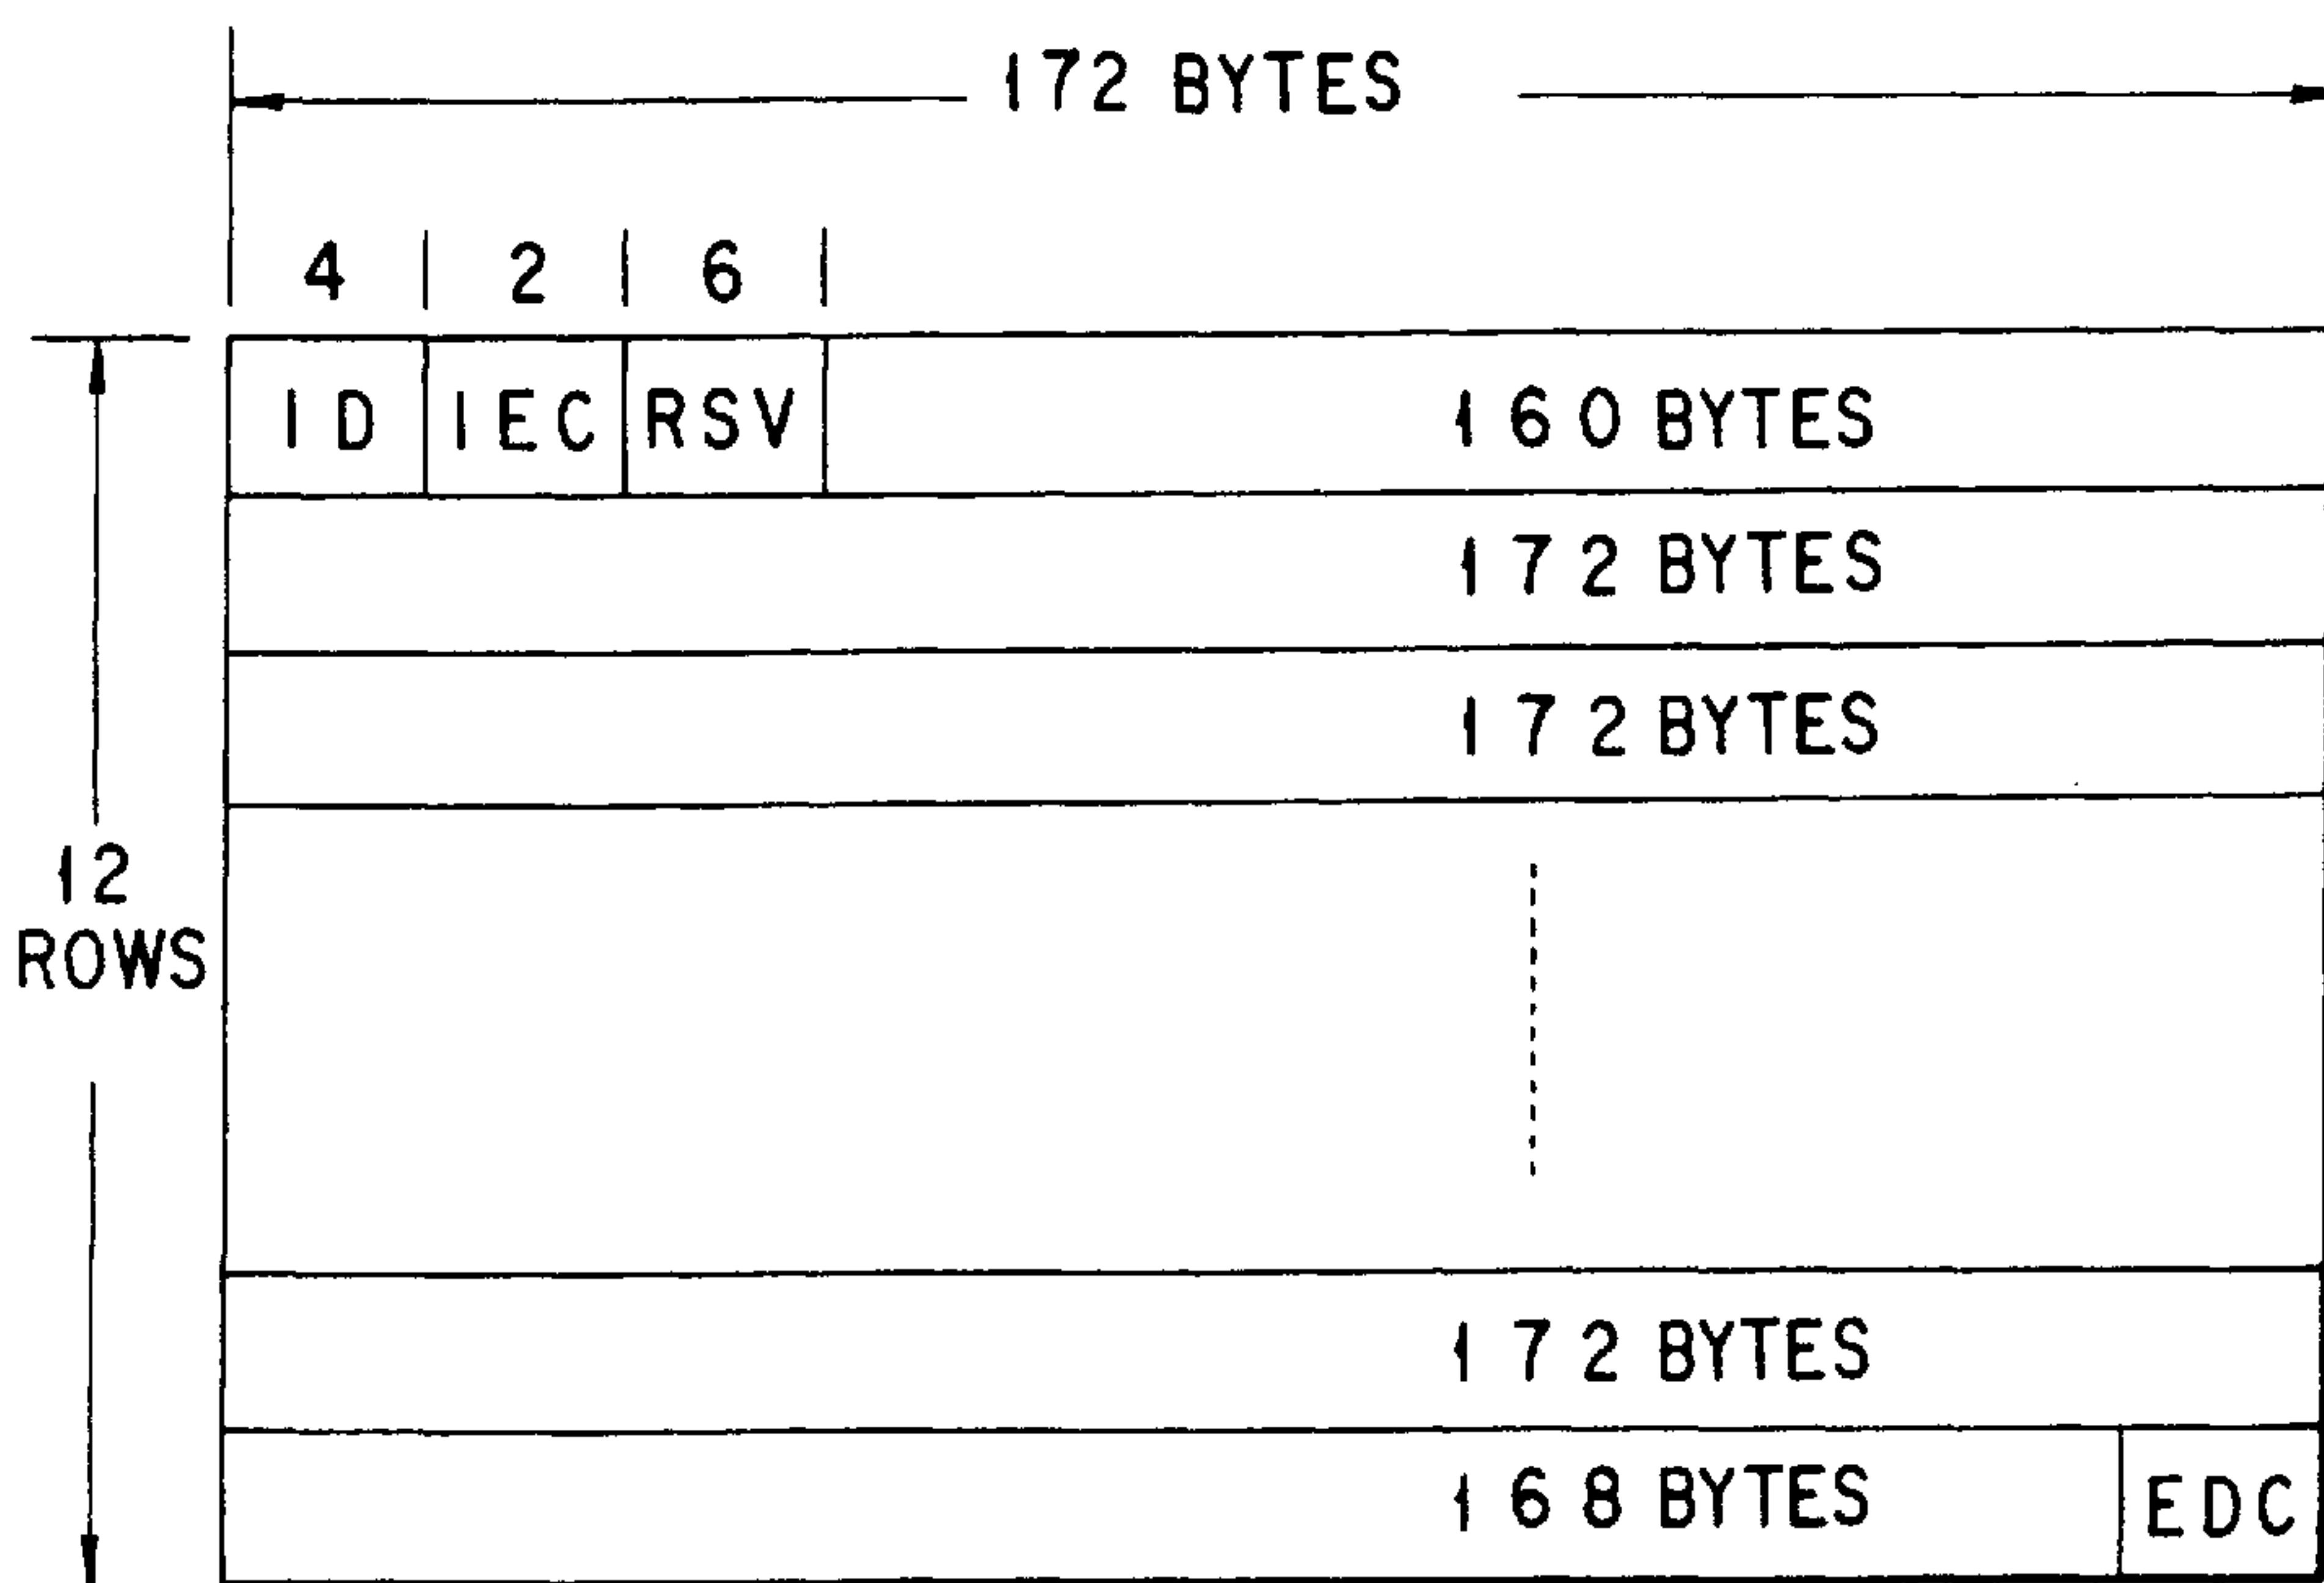 172 BYTES
4 2 6
ID IEC RSV 160 BYTES
172 BYTES
172 BYTES
12
ROWS
172 BYTES
168 BYTES EDC